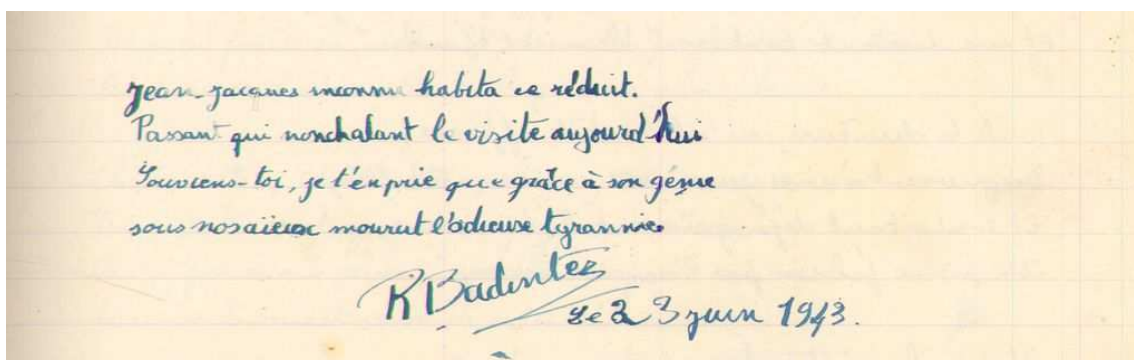 Jean-Jacques inconnu habita ce réduit.
Passant qui nonchalant le visite aujourd'hui
Souviens-toi, je t'en prie que grâce à son génie
sous nos aïeux mourut l'odieuse tyrannie
R Badinter
Le 23 juin 1943.